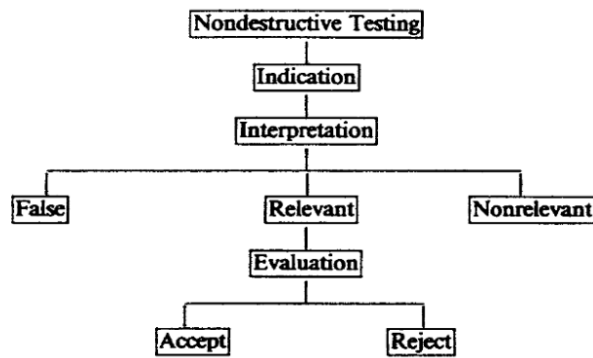 Nondestructive Testing
Indication
Interpretation
False Relevant Nonrelevant
Evaluation
Accept Reject